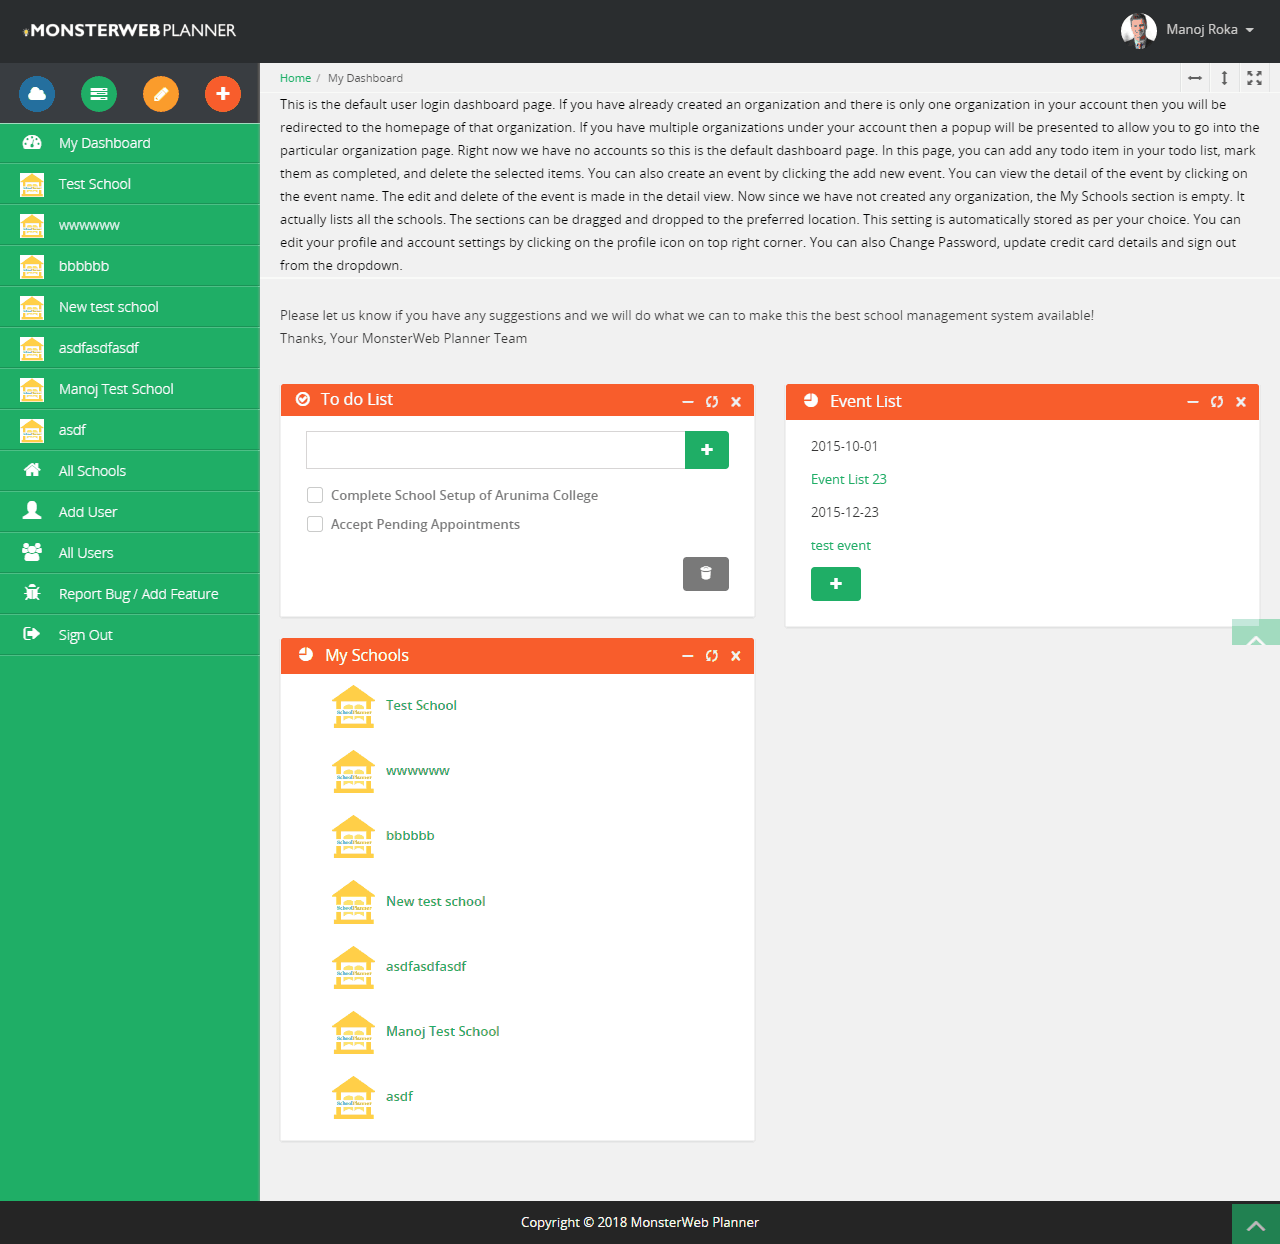 MONSTERWEB PLANNER
Manoj Roka
Home / My Dashboard
My Dashboard
Test School
wwwwww
bbbbbb
New test school
asdfasdfasdf
Manoj Test School
asdf
All Schools
Add User
All Users
Report Bug / Add Feature
Sign Out
This is the default user login dashboard page. If you have already created an organization and there is only one organization in your account then you will be
redirected to the homepage of that organization. If you have multiple organizations under your account then a popup will be presented to allow you to go into the
particular organization page. Right now we have no accounts so this is the default dashboard page. In this page, you can add any todo item in your todo list, mark
them as completed, and delete the selected items. You can also create an event by clicking the add new event. You can view the detail of the event by clicking on
the event name. The edit and delete of the event is made in the detail view. Now since we have not created any organization, the My Schools section is empty. It
actually lists all the schools. The sections can be dragged and dropped to the preferred location. This setting is automatically stored as per your choice. You can
edit your profile and account settings by clicking on the profile icon on top right corner. You can also Change Password, update credit card details and sign out
from the dropdown.
Please let us know if you have any suggestions and we will do what we can to make this the best school management system available!
Thanks, Your MonsterWeb Planner Team
To do List
Complete School Setup of Arunima College
Accept Pending Appointments
Event List
2015-10-01
Event List 23
2015-12-23
test event
My Schools
Test School
wwwwww
bbbbbb
New test school
asdfasdfasdf
Manoj Test School
asdf
Copyright © 2018 MonsterWeb Planner